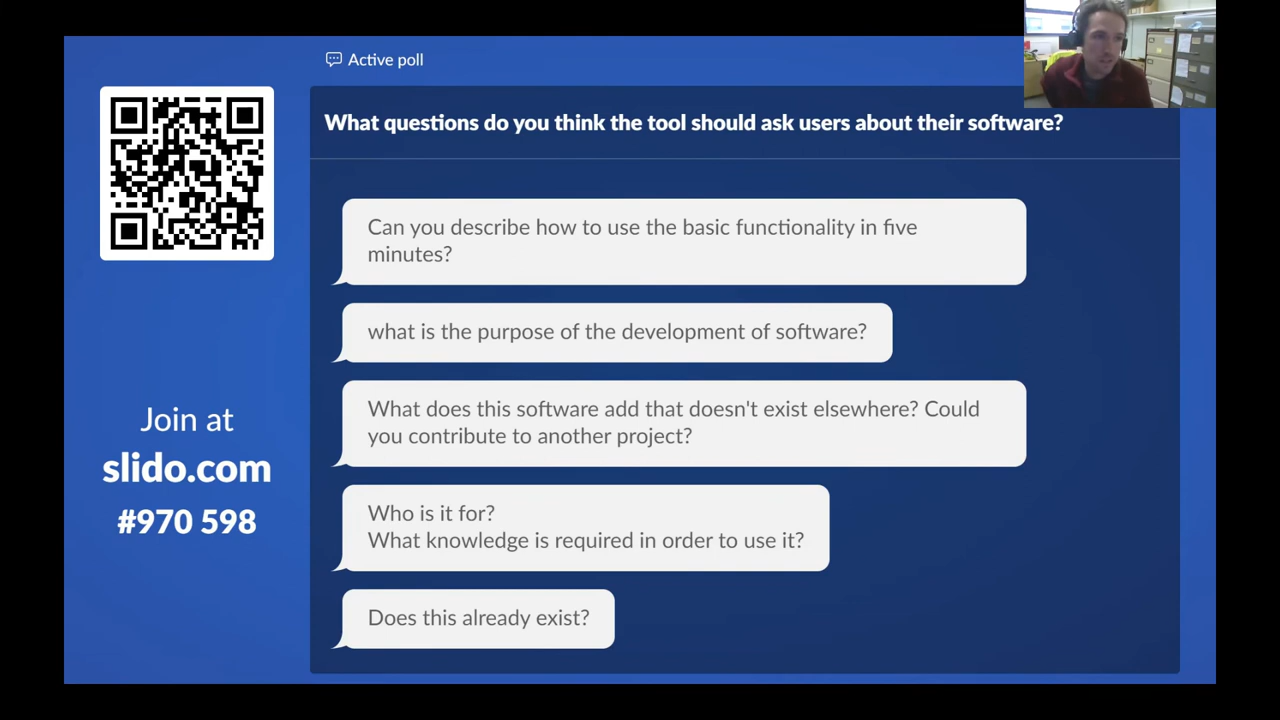 Active poll
What questions do you think the tool should ask users about their software?
Can you describe how to use the basic functionality in five
minutes?
what is the purpose of the development of software?
What does this software add that doesn't exist elsewhere? Could
you contribute to another project?
Who is it for?
What knowledge is required in order to use it?
Does this already exist?
Join at
slido.com
#970 598